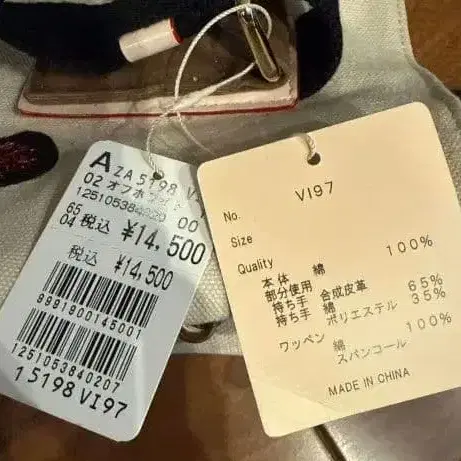 A
ZA 5198 V
02 オフホワイト
1251053840207 00
65
04 税込 ¥14,500
税込 ¥14,500
9991900145001
1251053840207
15198 VI97
No. VI97
Size
Quality
本体 綿 100%
部分使用
持ち手 合成皮革
持ち手 綿 65%
ポリエステル 35%
ワッペン 綿 100%
スパンコール
MADE IN CHINA